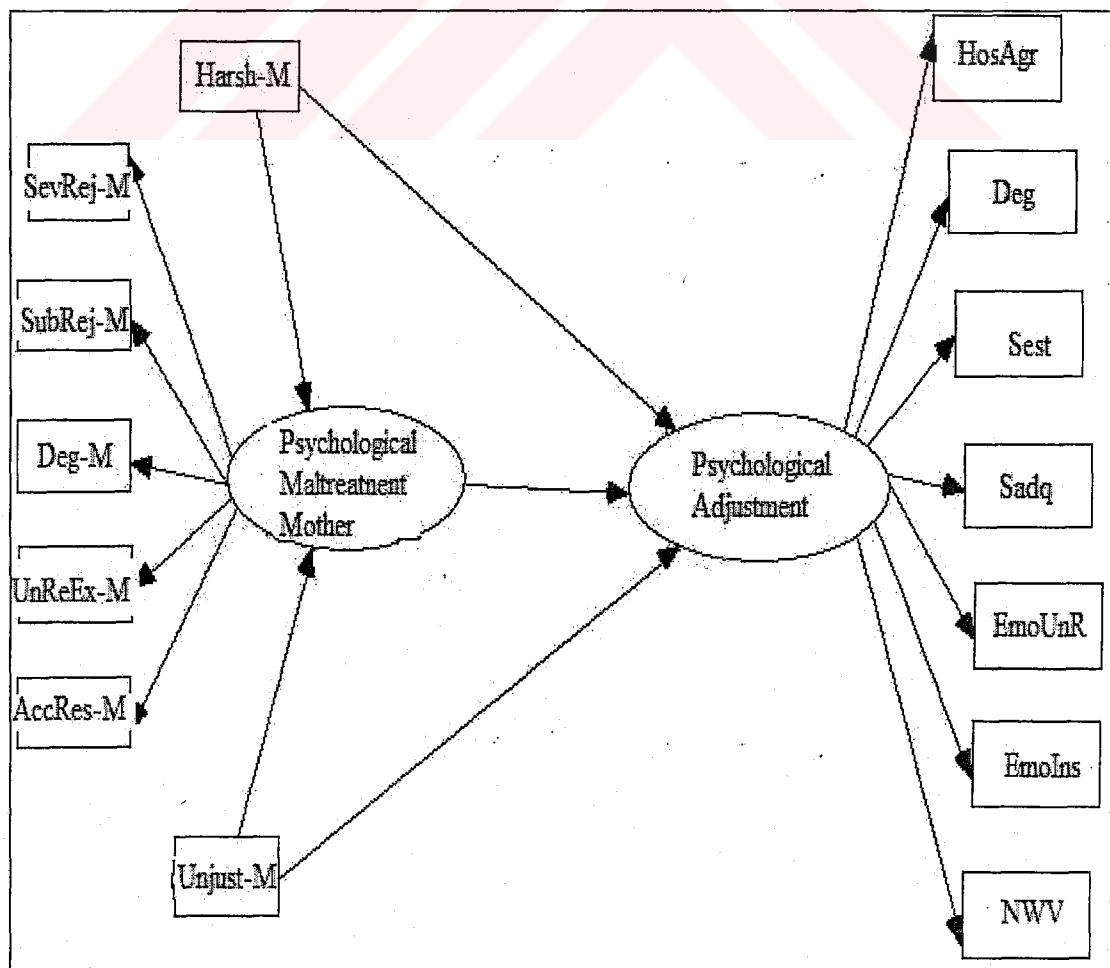 Harsh-M
HosAgr
SevRej-M
Deg
SubRej-M
Sest
Deg-M
Psychological
Maltreatment
Mother
Psychological
Adjustment
Sadq
UnReEx-M
EmoUnR
AccRes-M
EmoIns
Unjust-M
NWV